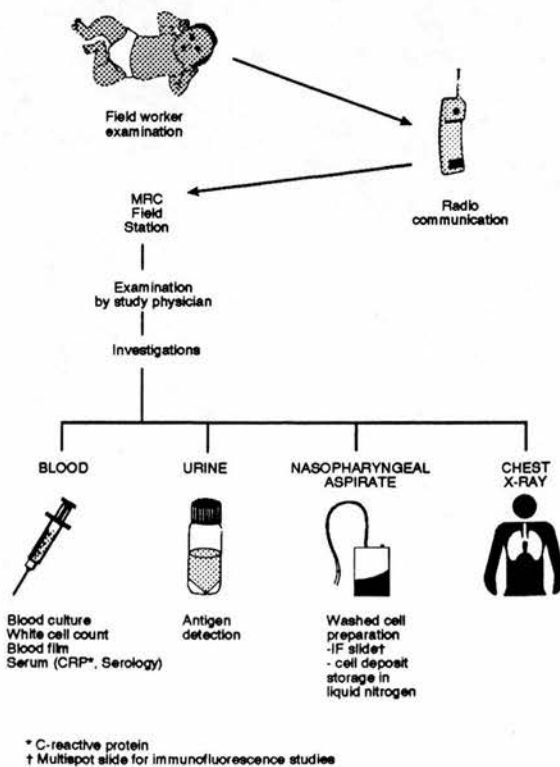 Field worker
examination
Radio
communication
MRC
Field
Station
Examination
by study physician
Investigations
BLOOD
URINE
NASOPHARYNGEAL
ASPIRATE
CHEST
X-RAY
Blood culture
White cell count
Blood film
Serum (CRP*, Serology)
Antigen
detection
Washed cell
preparation
-IF slide†
- cell deposit
storage in
liquid nitrogen
* C-reactive protein
† Multispot slide for immunofluorescence studies